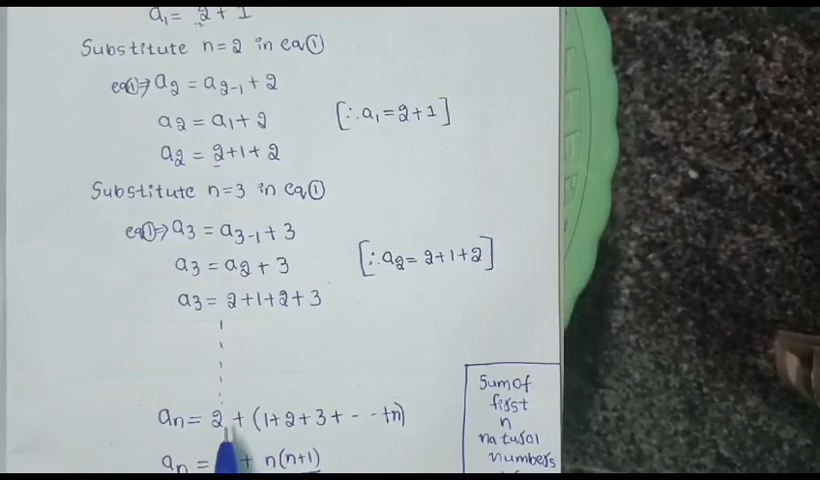 a₁ = 2 + 1
Substitute n=2 in eq①
eq①⇒ a₂ = a₂₋₁ + 2
a₂ = a₁ + 2 [∵ a₁ = 2+1]
a₂ = 2+1+2
Substitute n=3 in eq①
eq①⇒ a₃ = a₃₋₁ + 3
a₃ = a₂ + 3 [∵ a₂ = 2+1+2]
a₃ = 2+1+2+3
aₙ = 2 + (1+2+3+ - - +n)
aₙ = + n(n+1)
Sum of
first
n
natural
numbers